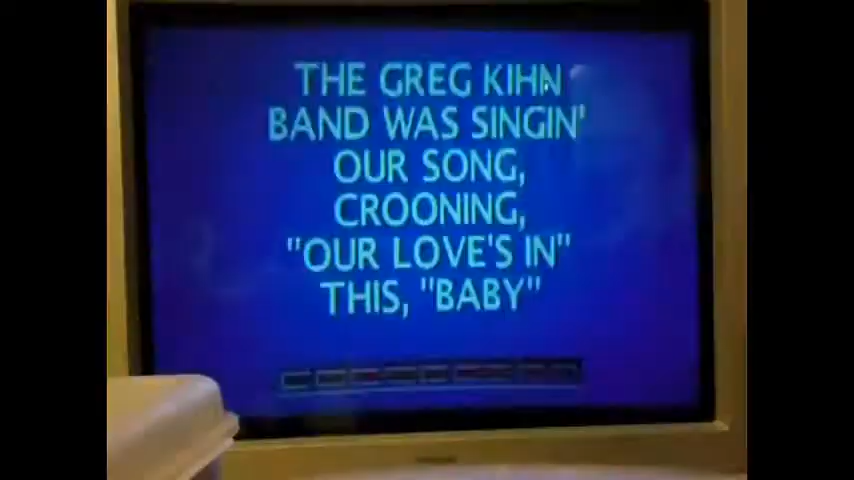 THE GREG KIHN
BAND WAS SINGIN'
OUR SONG,
CROONING,
"OUR LOVE'S IN"
THIS, "BABY"